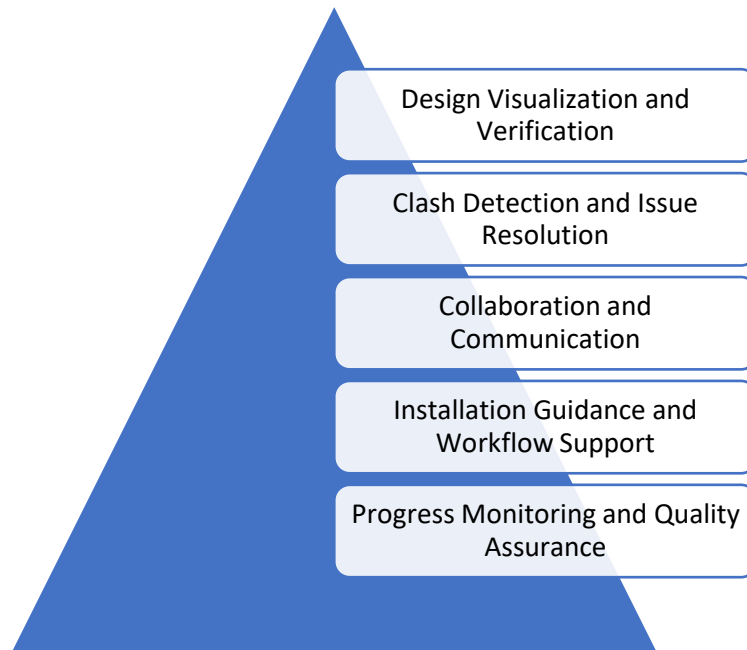 Design Visualization and
Verification
Clash Detection and Issue
Resolution
Collaboration and
Communication
Installation Guidance and
Workflow Support
Progress Monitoring and Quality
Assurance